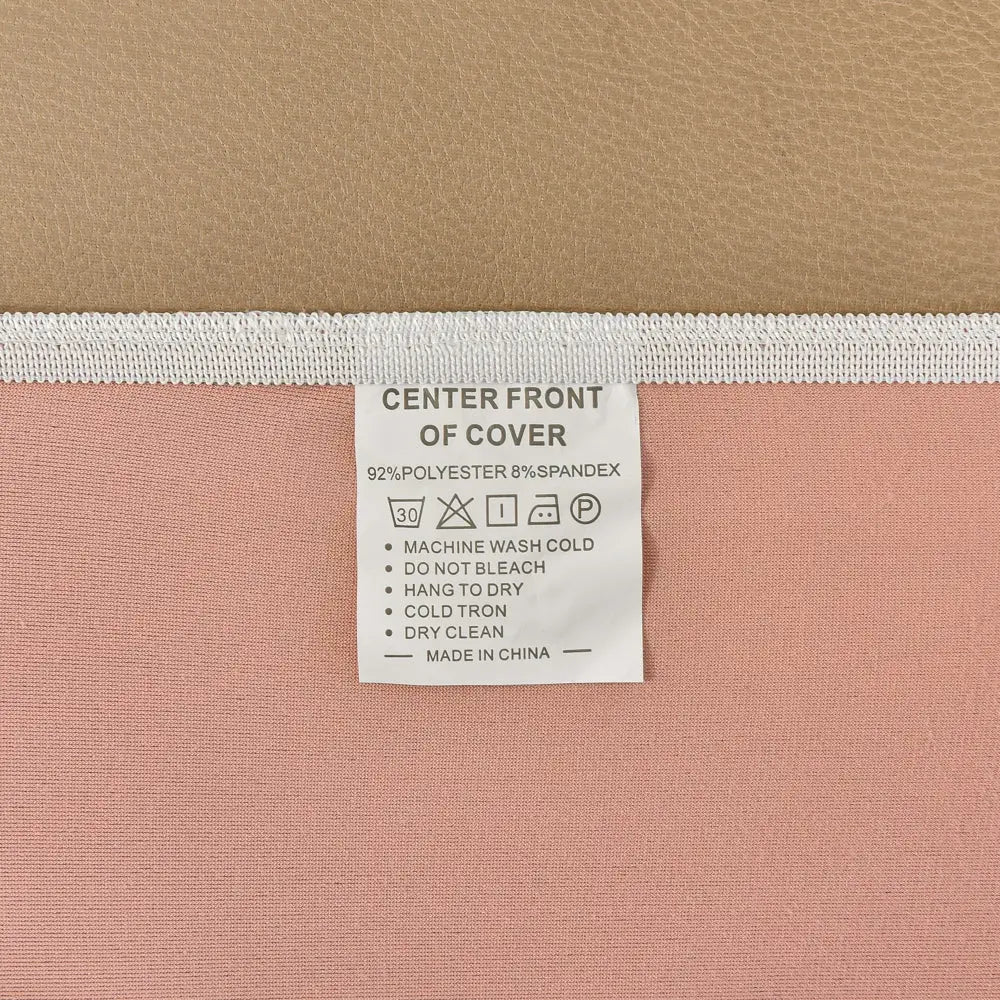 CENTER FRONT
OF COVER
92%POLYESTER 8%SPANDEX
30 P
• MACHINE WASH COLD
• DO NOT BLEACH
• HANG TO DRY
• COLD TRON
• DRY CLEAN
— MADE IN CHINA —